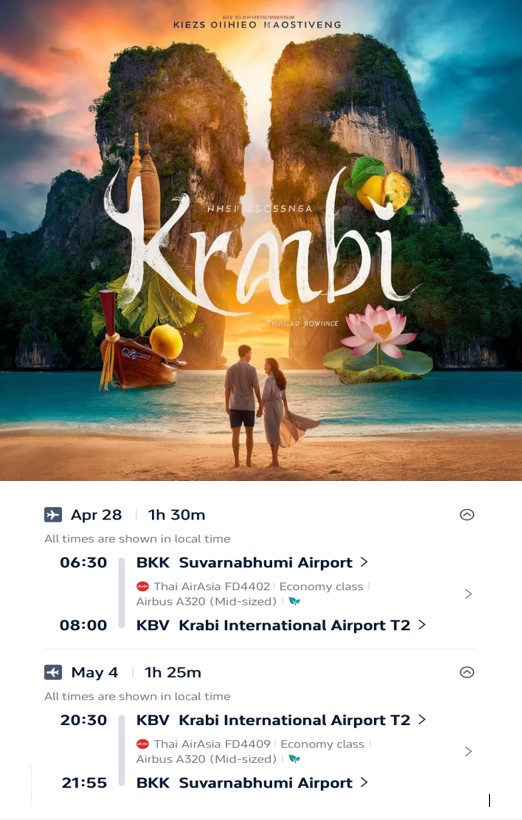 KIEZS OIIHIEO NAOSTIVENG
Kraibi
Apr 28 1h 30m
All times are shown in local time
06:30 BKK Suvarnabhumi Airport >
Thai AirAsia FD4402 Economy class
Airbus A320 (Mid-sized)
08:00 KBV Krabi International Airport T2 >
May 4 1h 25m
All times are shown in local time
20:30 KBV Krabi International Airport T2 >
Thai AirAsia FD4409 Economy class
Airbus A320 (Mid-sized)
21:55 BKK Suvarnabhumi Airport >